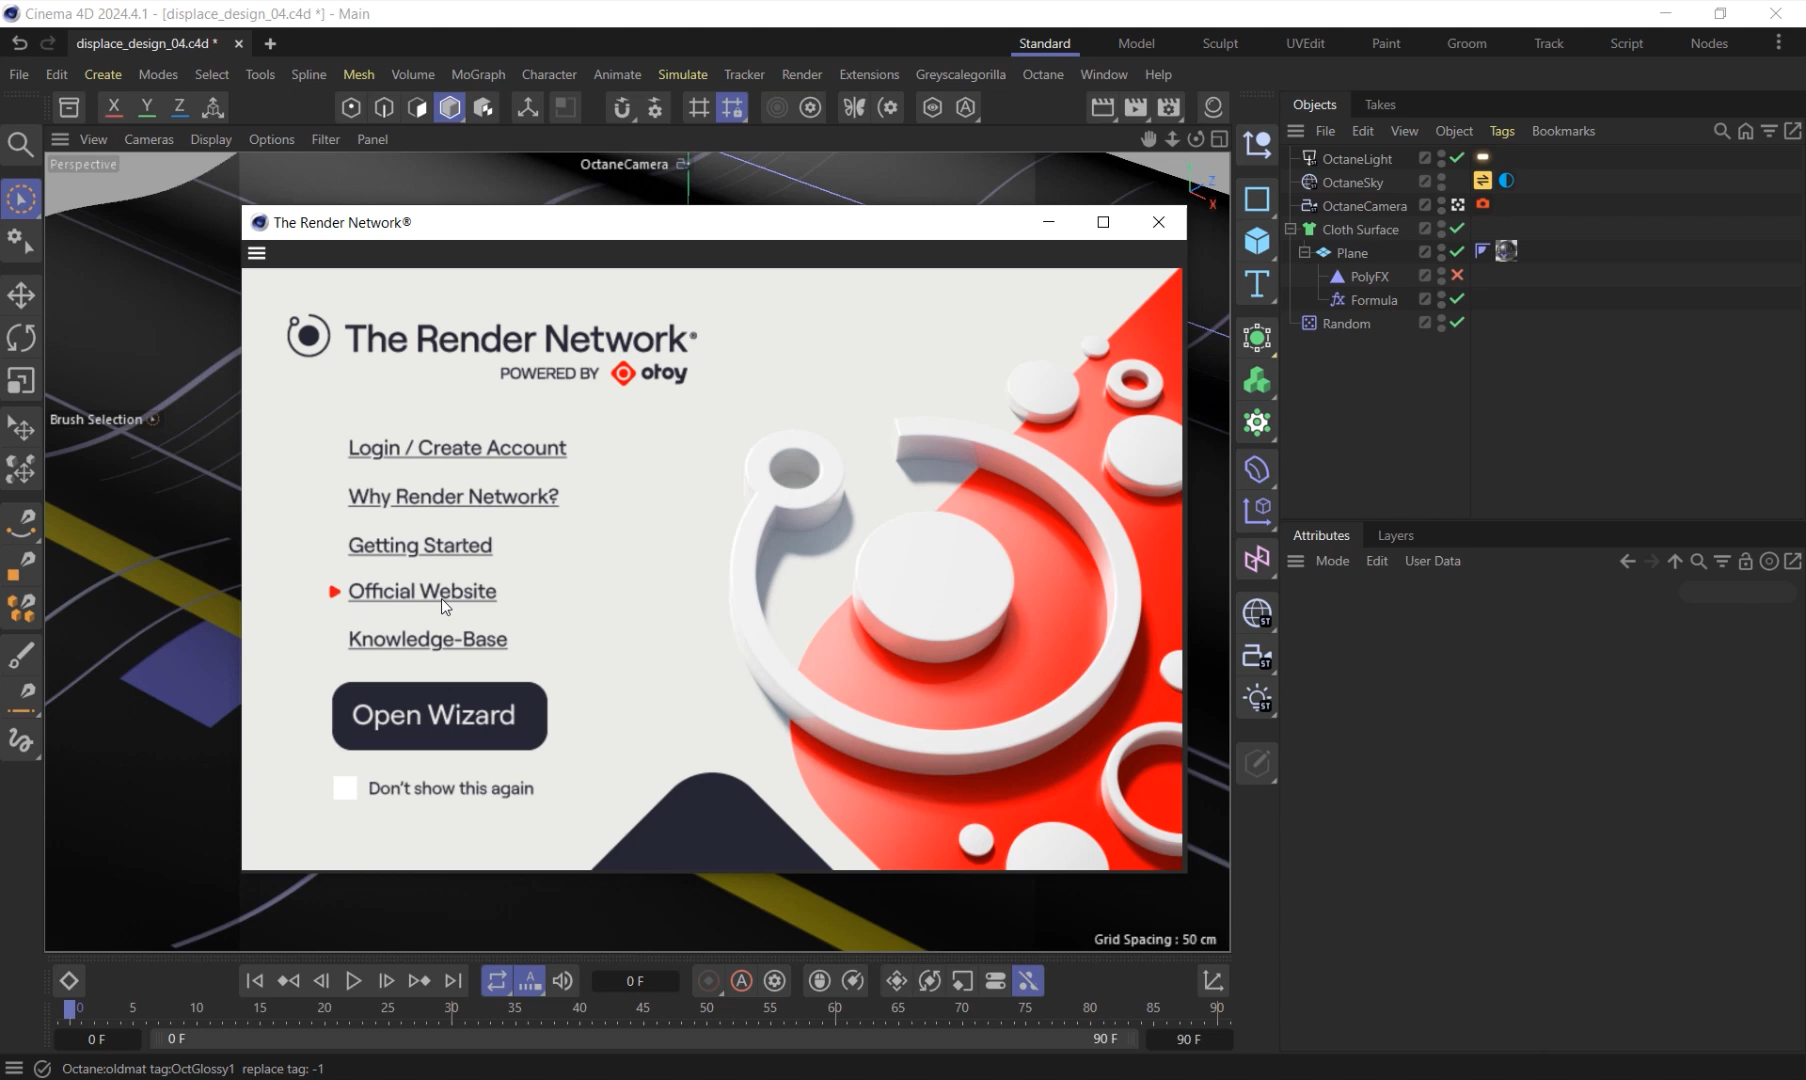 Cinema 4D 2024.4.1 - [displace_design_04.c4d *] - Main
displace_design_04.c4d *
Standard Model Sculpt UVEdit Paint Groom Track Script Nodes
File Edit Create Modes Select Tools Spline Mesh Volume MoGraph Character Animate Simulate Tracker Render Extensions Greyscalegorilla Octane Window Help
X Y Z
Objects Takes
View Cameras Display Options Filter Panel
File Edit View Object Tags Bookmarks
Perspective
OctaneCamera
Z
X
OctaneLight
OctaneSky
OctaneCamera
Cloth Surface
Plane
PolyFX
Formula
Random
The Render Network®
The Render Network®
POWERED BY otoy
Brush Selection
Login / Create Account
Why Render Network?
Getting Started
Official Website
Knowledge-Base
Open Wizard
Don't show this again
Attributes Layers
Mode Edit User Data
ST
ST
ST
Grid Spacing : 50 cm
0 F
0 5 10 15 20 25 30 35 40 45 50 55 60 65 70 75 80 85 90
0 F 0 F 90 F 90 F
Octane:oldmat tag:OctGlossy1 replace tag: -1